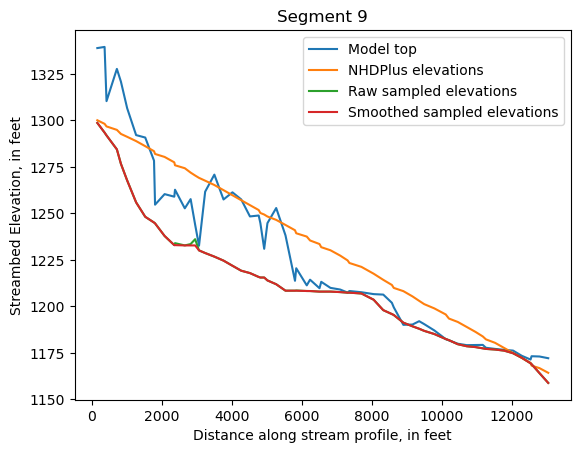 Segment 9
Model top
NHDPlus elevations
Raw sampled elevations
Smoothed sampled elevations
Streambed Elevation, in feet
1325
1300
1275
1250
1225
1200
1175
1150
0 2000 4000 6000 8000 10000 12000
Distance along stream profile, in feet